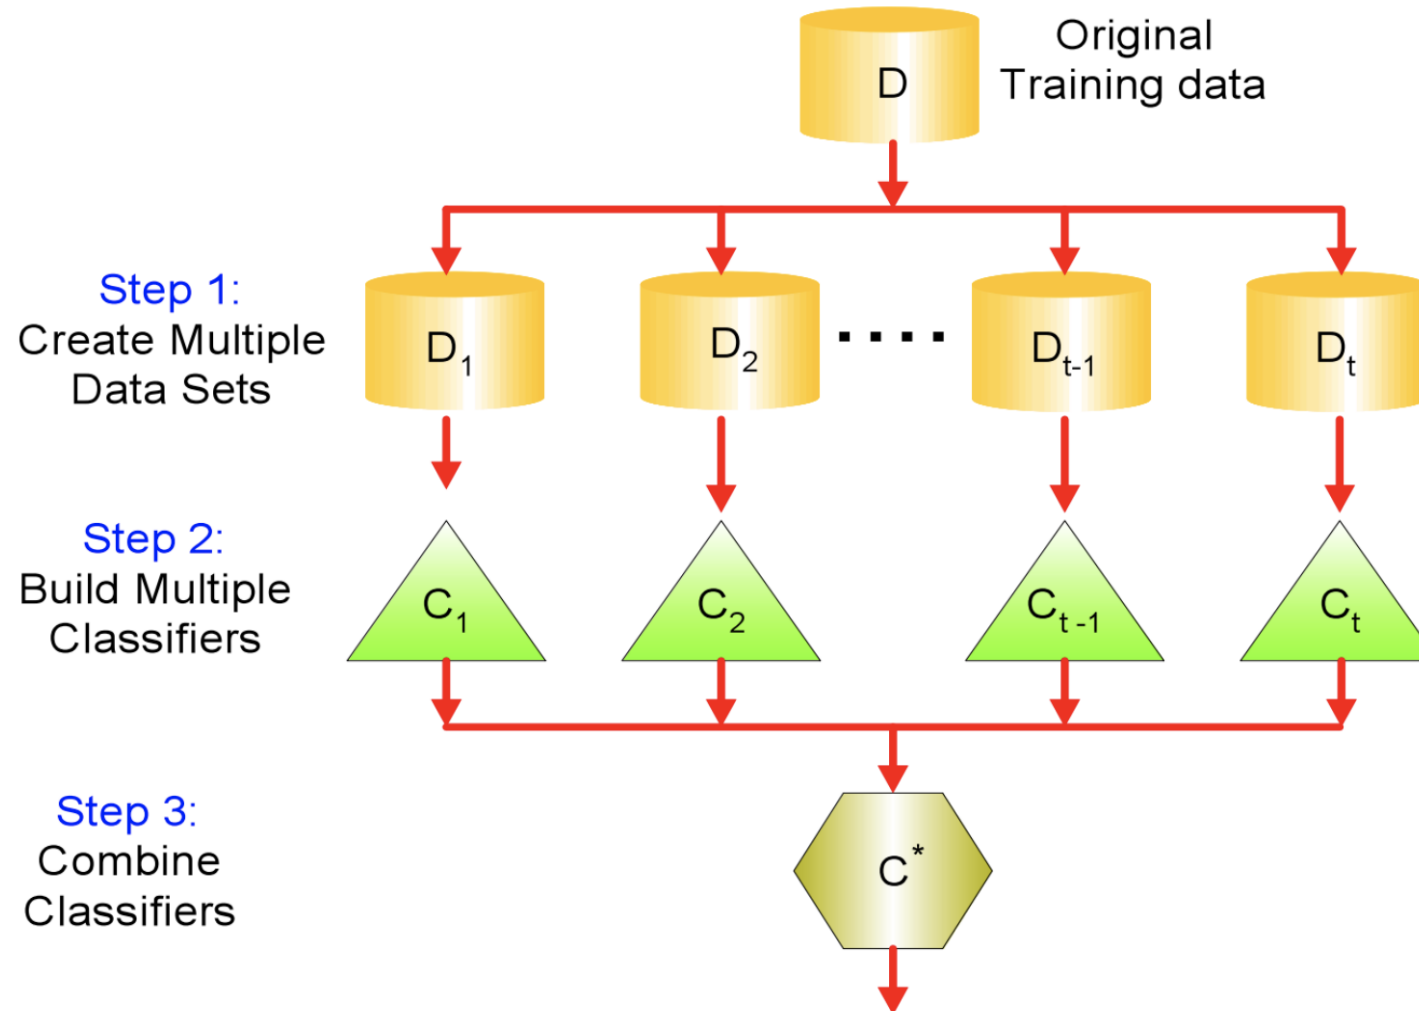 D
Original
Training data
Step 1:
Create Multiple
Data Sets
D1
D2
....
Dt-1
Dt
Step 2:
Build Multiple
Classifiers
C1
C2
Ct -1
Ct
Step 3:
Combine
Classifiers
C*